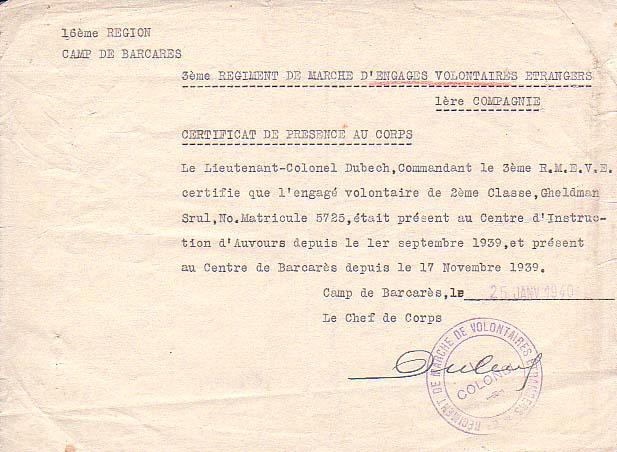 16ème REGION
CAMP DE BARCARES
3ème REGIMENT DE MARCHE D'ENGAGES VOLONTAIRES ETRANGERS
1ère COMPAGNIE
CERTIFICAT DE PRESENCE AU CORPS
Le Lieutenant-Colonel Dubech,Commandant le 3ème R.M.E.V.E.
certifie que l'engagé volontaire de 2ème Classe,Gheldman
Srul,No.Matricule 5725,était présent au Centre d'Instruc-
tion d'Auvours depuis le 1er septembre 1939,et présent
au Centre de Barcarès depuis le 17 Novembre 1939.
Camp de Barcarès,le 25 JANV 1940
Le Chef de Corps
REGIMENT DE MARCHE DE VOLONTAIRES ETRANGERS
COLONEL